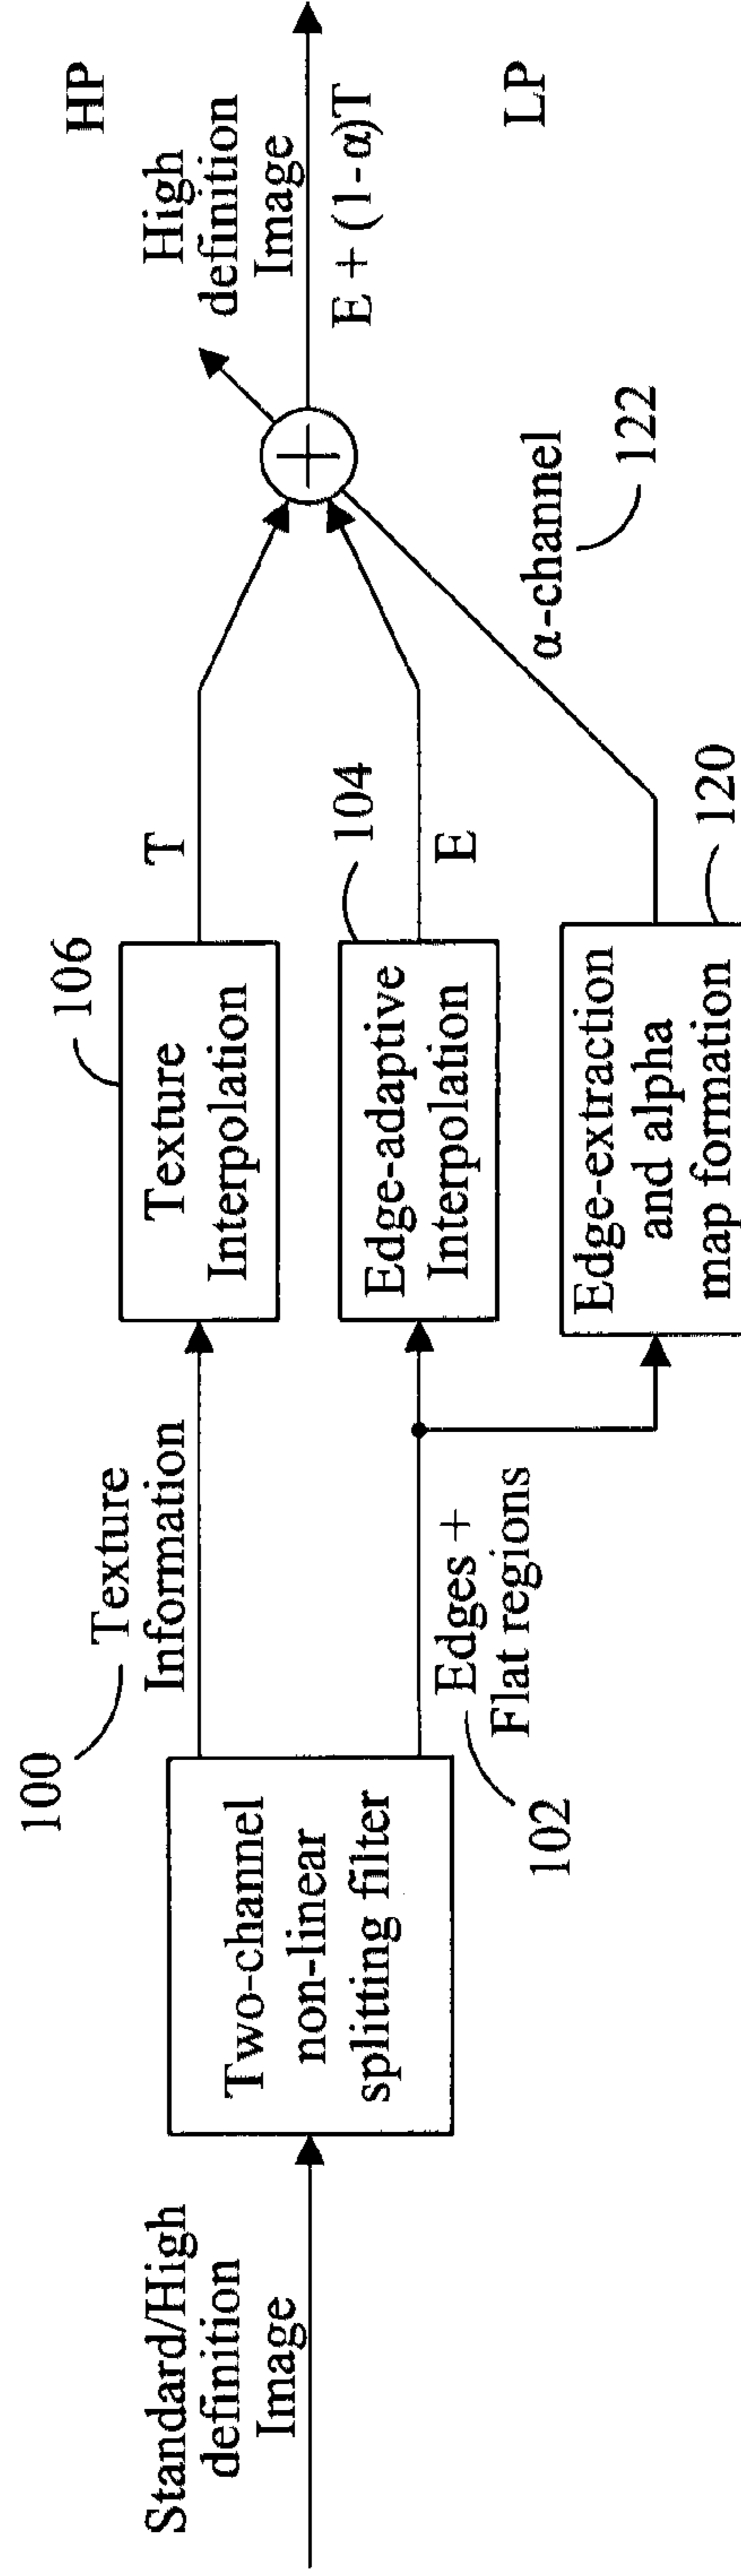 Standard/High
definition
Image
Two-channel
non-linear
splitting filter
100
Texture
Information
Edges +
Flat regions
102
106
Texture
Interpolation
104
Edge-adaptive
Interpolation
Edge-extraction
and alpha
map formation
120
T
E
α-channel
122
High
definition
Image
E + (1-α)T
HP
LP